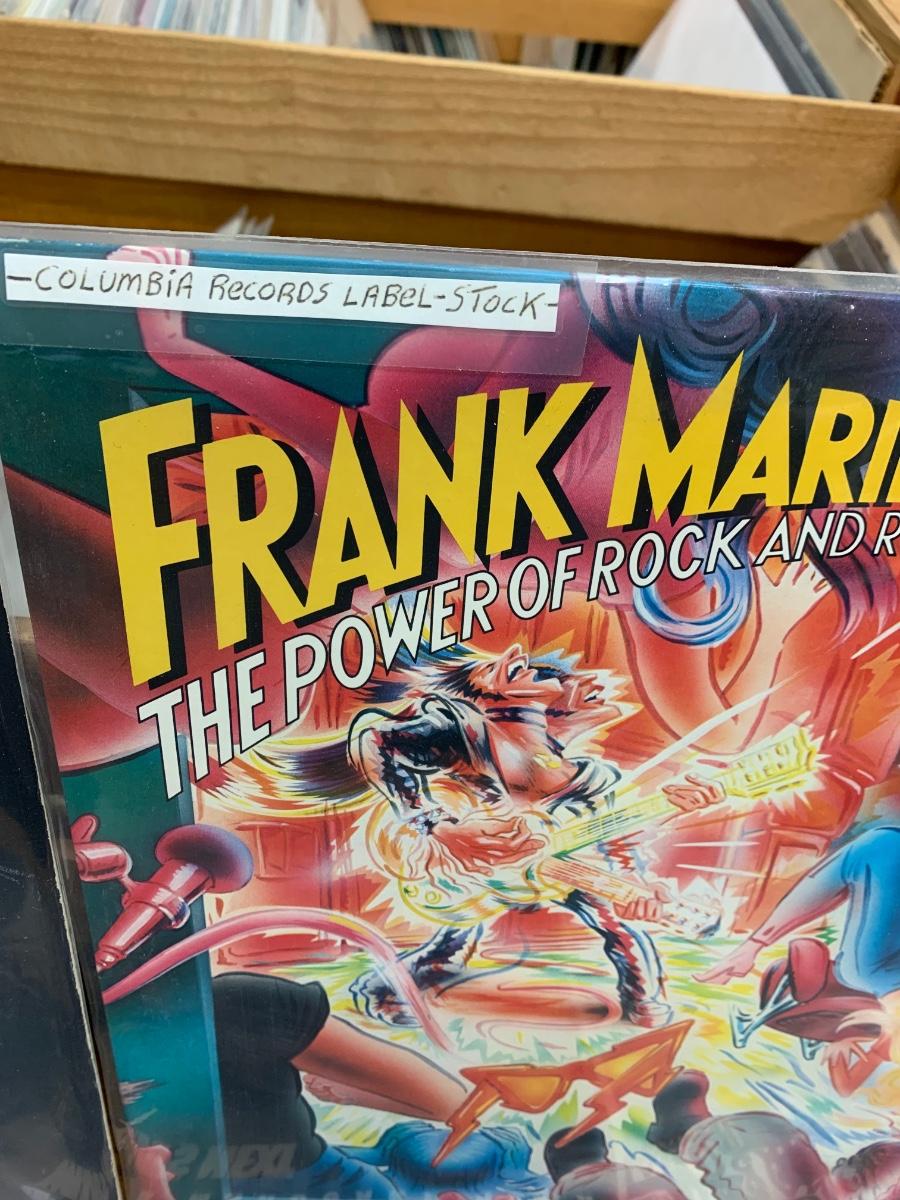 -COLUMBiA ReCORDS LABeL-STOCK-
FRANK MARI
THE POWER OF ROCK AND R